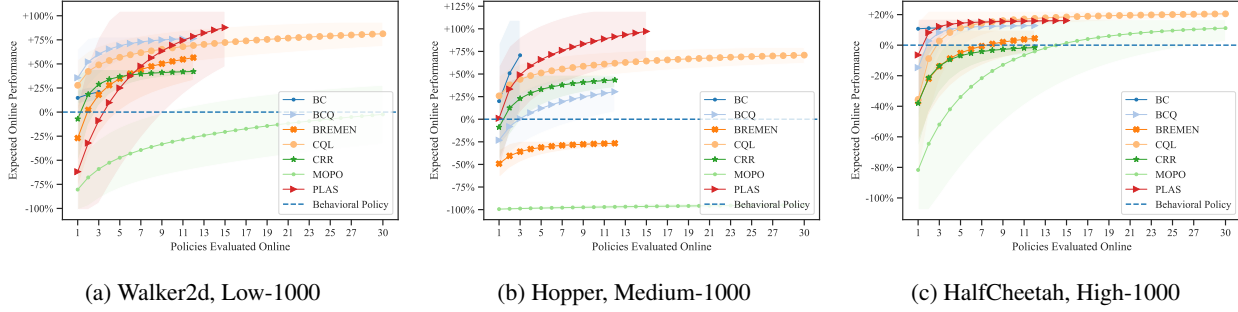 Expected Online Performance
+100%
+75%
+50%
+25%
0%
-25%
-50%
-75%
-100%
BC
BCQ
BREMEN
CQL
CRR
MOPO
PLAS
Behavioral Policy
1 3 5 7 9 11 13 15 17 19 21 23 25 27 30
Policies Evaluated Online
(a) Walker2d, Low-1000
Expected Online Performance
+100%
+75%
+50%
+25%
0%
-25%
-50%
-75%
-100%
BC
BCQ
BREMEN
CQL
CRR
MOPO
PLAS
Behavioral Policy
1 3 5 7 9 11 13 15 17 19 21 23 25 27 30
Policies Evaluated Online
(b) Hopper, Medium-1000
Expected Online Performance
+20%
0%
-20%
-40%
-60%
-80%
-100%
BC
BCQ
BREMEN
CQL
CRR
MOPO
PLAS
Behavioral Policy
1 3 5 7 9 11 13 15 17 19 21 23 25 27 30
Policies Evaluated Online
(c) HalfCheetah, High-1000